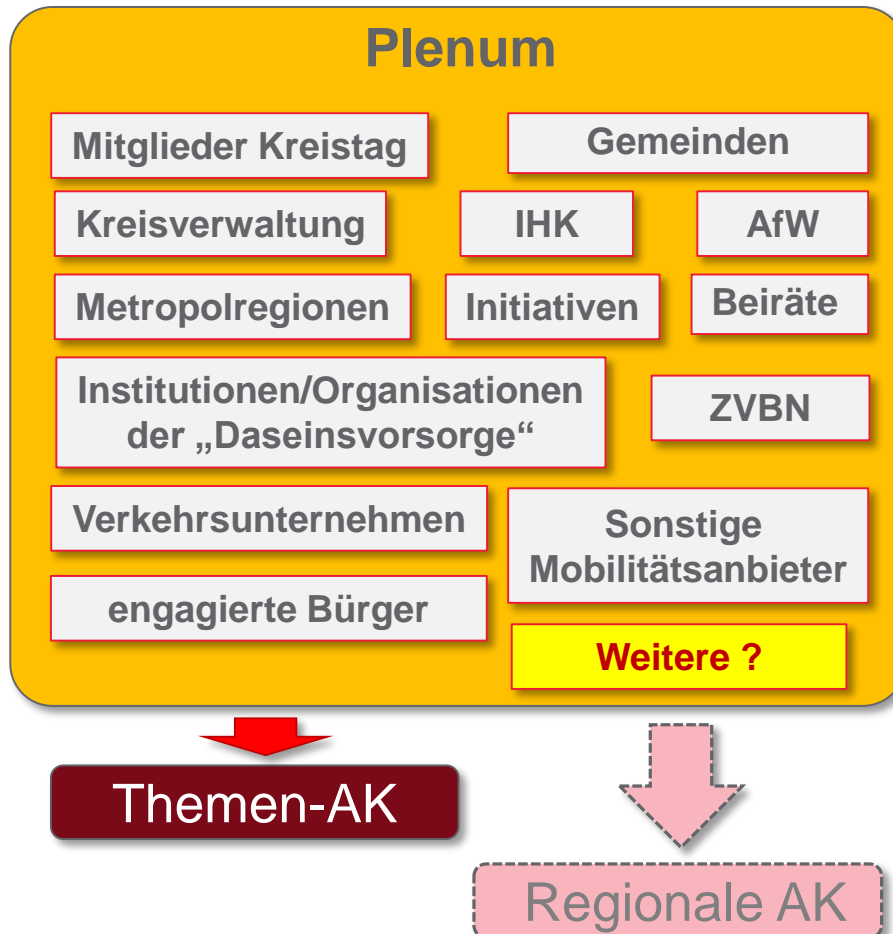 Plenum
Mitglieder Kreistag
Gemeinden
Kreisverwaltung
IHK
AfW
Metropolregionen
Initiativen
Beiräte
Institutionen/Organisationen
der „Daseinsvorsorge“
ZVBN
Verkehrsunternehmen
Sonstige
Mobilitätsanbieter
engagierte Bürger
Weitere ?
Themen-AK
Regionale AK